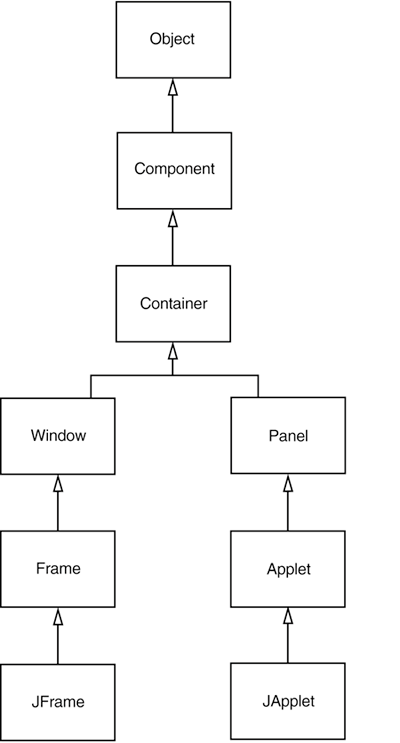 Object
Component
Container
Window
Panel
Frame
Applet
JFrame
JApplet